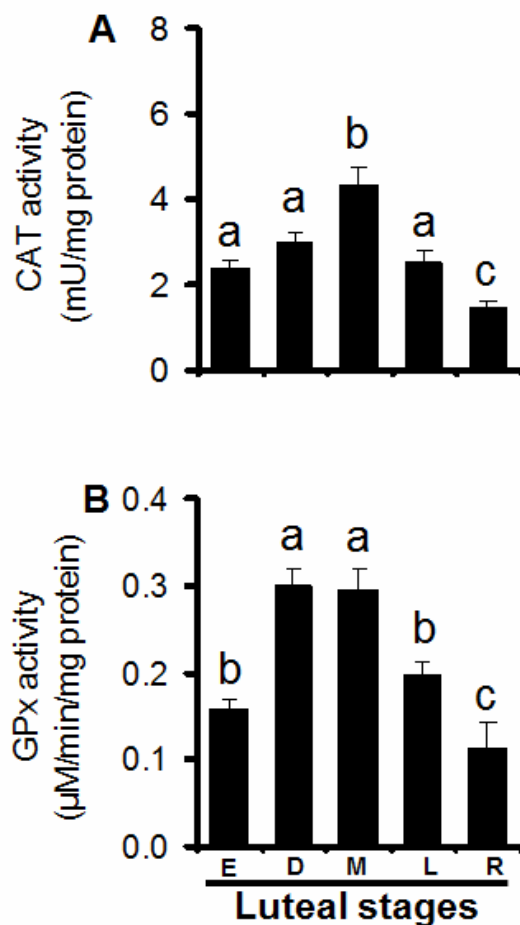 A
CAT activity
(mU/mg protein)
8
6
4
2
0
a
a
b
a
c
B
GPx activity
(µM/min/mg protein)
0.4
0.3
0.2
0.1
0.0
b
a
a
b
c
E D M L R
Luteal stages